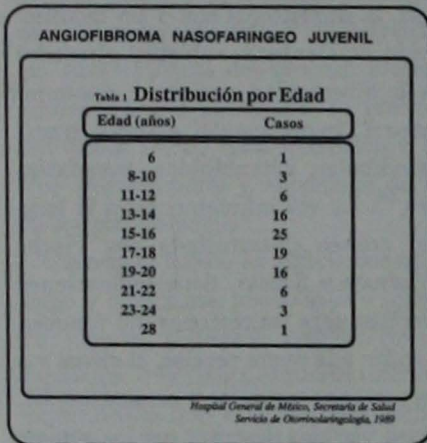 ANGIOFIBROMA NASOFARINGEO JUVENIL
Tabla 1 Distribución por Edad
Edad (años) Casos
6 1
8-10 3
11-12 6
13-14 16
15-16 25
17-18 19
19-20 16
21-22 6
23-24 3
28 1
Hospital General de México, Secretaría de Salud
Servicio de Otorrinolaringología, 1989